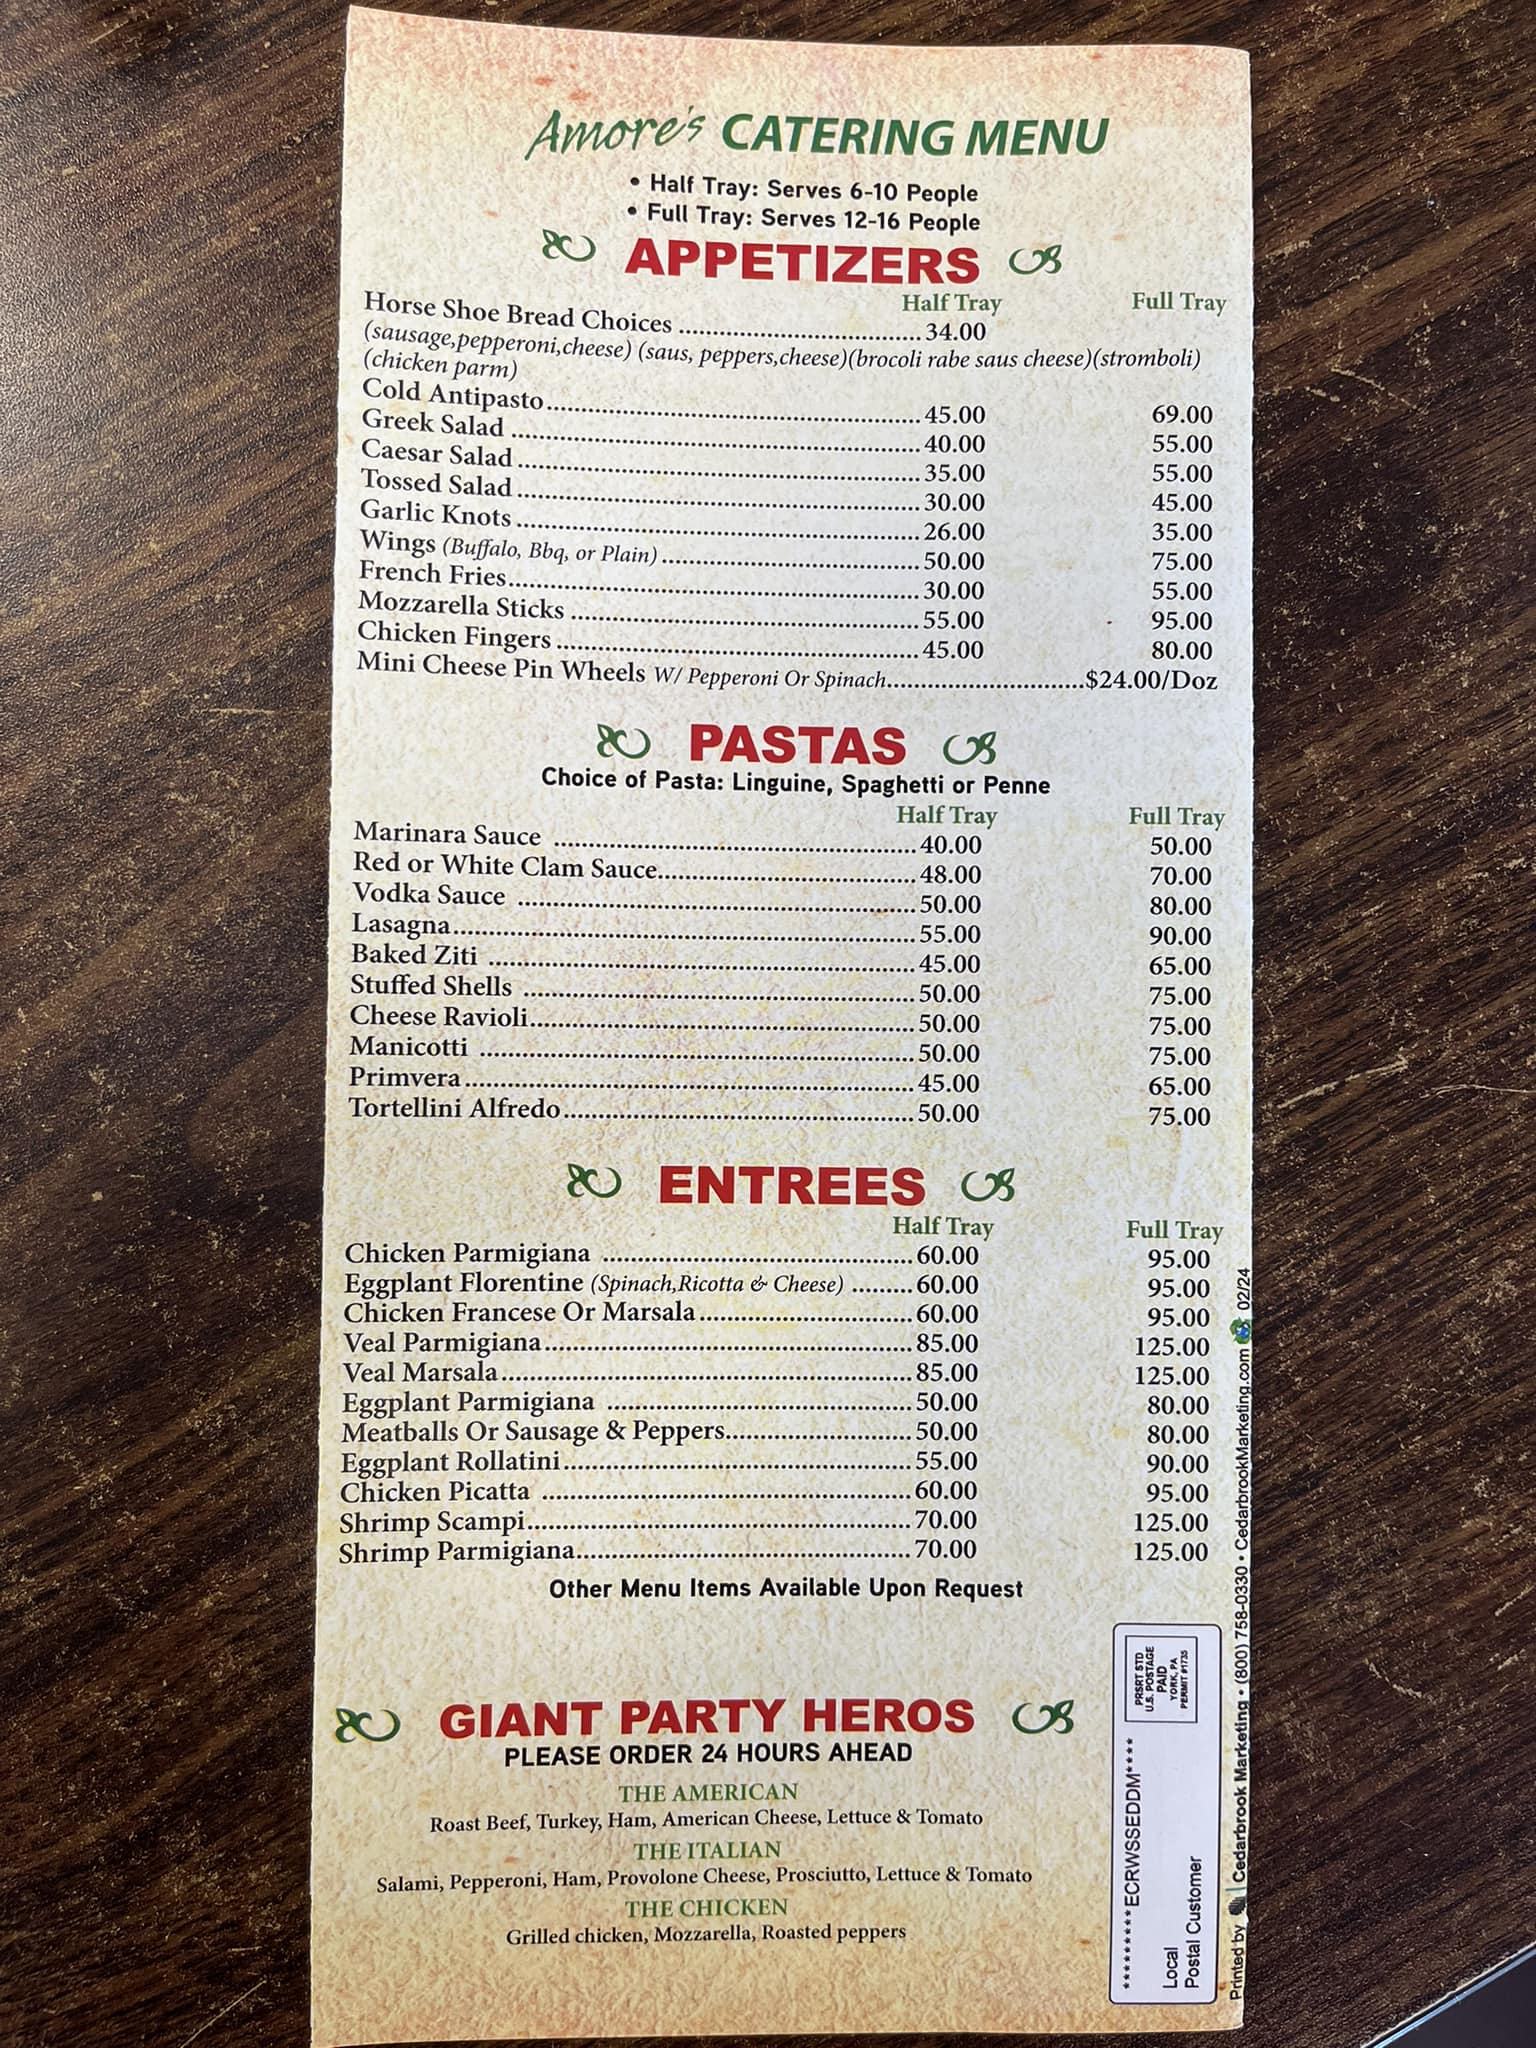 Amore's CATERING MENU
• Half Tray: Serves 6-10 People
• Full Tray: Serves 12-16 People
APPETIZERS
Half Tray Full Tray
Horse Shoe Bread Choices 34.00
(sausage,pepperoni,cheese) (saus, peppers,cheese)(brocoli rabe saus cheese)(stromboli)
(chicken parm)
Cold Antipasto 45.00 69.00
Greek Salad 40.00 55.00
Caesar Salad 35.00 55.00
Tossed Salad 30.00 45.00
Garlic Knots 26.00 35.00
Wings (Buffalo, Bbq, or Plain) 50.00 75.00
French Fries 30.00 55.00
Mozzarella Sticks 55.00 95.00
Chicken Fingers 45.00 80.00
Mini Cheese Pin Wheels W/ Pepperoni Or Spinach $24.00/Doz
PASTAS
Choice of Pasta: Linguine, Spaghetti or Penne
Half Tray Full Tray
Marinara Sauce 40.00 50.00
Red or White Clam Sauce 48.00 70.00
Vodka Sauce 50.00 80.00
Lasagna 55.00 90.00
Baked Ziti 45.00 65.00
Stuffed Shells 50.00 75.00
Cheese Ravioli 50.00 75.00
Manicotti 50.00 75.00
Primvera 45.00 65.00
Tortellini Alfredo 50.00 75.00
ENTREES
Half Tray Full Tray
Chicken Parmigiana 60.00 95.00
Eggplant Florentine (Spinach,Ricotta & Cheese) 60.00 95.00
Chicken Francese Or Marsala 60.00 95.00
Veal Parmigiana 85.00 125.00
Veal Marsala 85.00 125.00
Eggplant Parmigiana 50.00 80.00
Meatballs Or Sausage & Peppers 50.00 80.00
Eggplant Rollatini 55.00 90.00
Chicken Picatta 60.00 95.00
Shrimp Scampi 70.00 125.00
Shrimp Parmigiana 70.00 125.00
Other Menu Items Available Upon Request
GIANT PARTY HEROS
PLEASE ORDER 24 HOURS AHEAD
THE AMERICAN
Roast Beef, Turkey, Ham, American Cheese, Lettuce & Tomato
THE ITALIAN
Salami, Pepperoni, Ham, Provolone Cheese, Prosciutto, Lettuce & Tomato
THE CHICKEN
Grilled chicken, Mozzarella, Roasted peppers
PRSRT STD
U.S. POSTAGE
PAID
YORK, PA
PERMIT #1735
**********ECRWSSEDDM****
Local
Postal Customer
Printed by Cedarbrook Marketing • (800) 758-0330 • CedarbrookMarketing.com 02/24